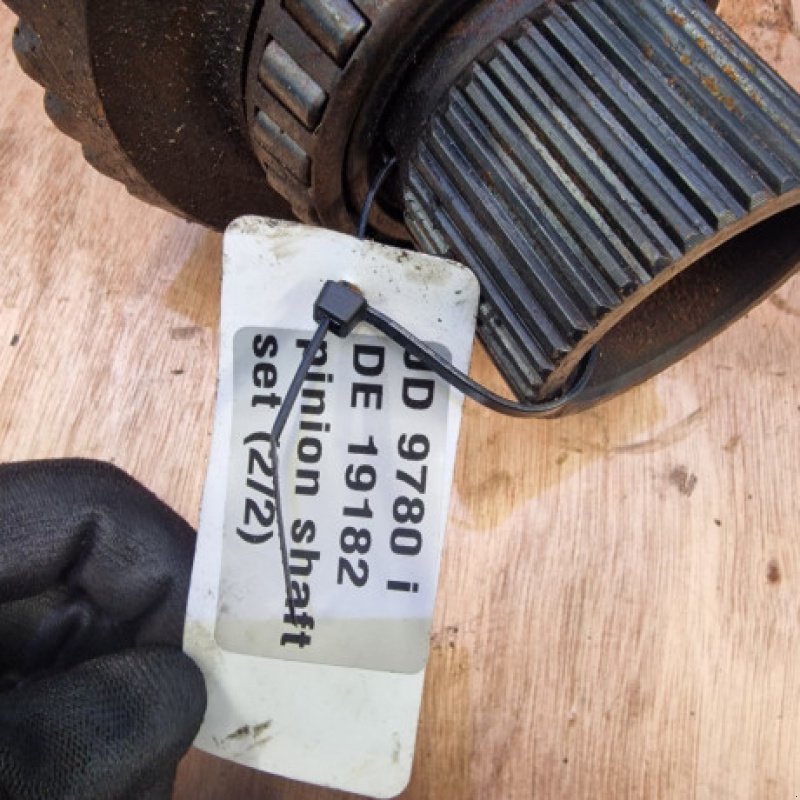 JD 9780 i
DE 19182
pinion shaft
set (2/2)